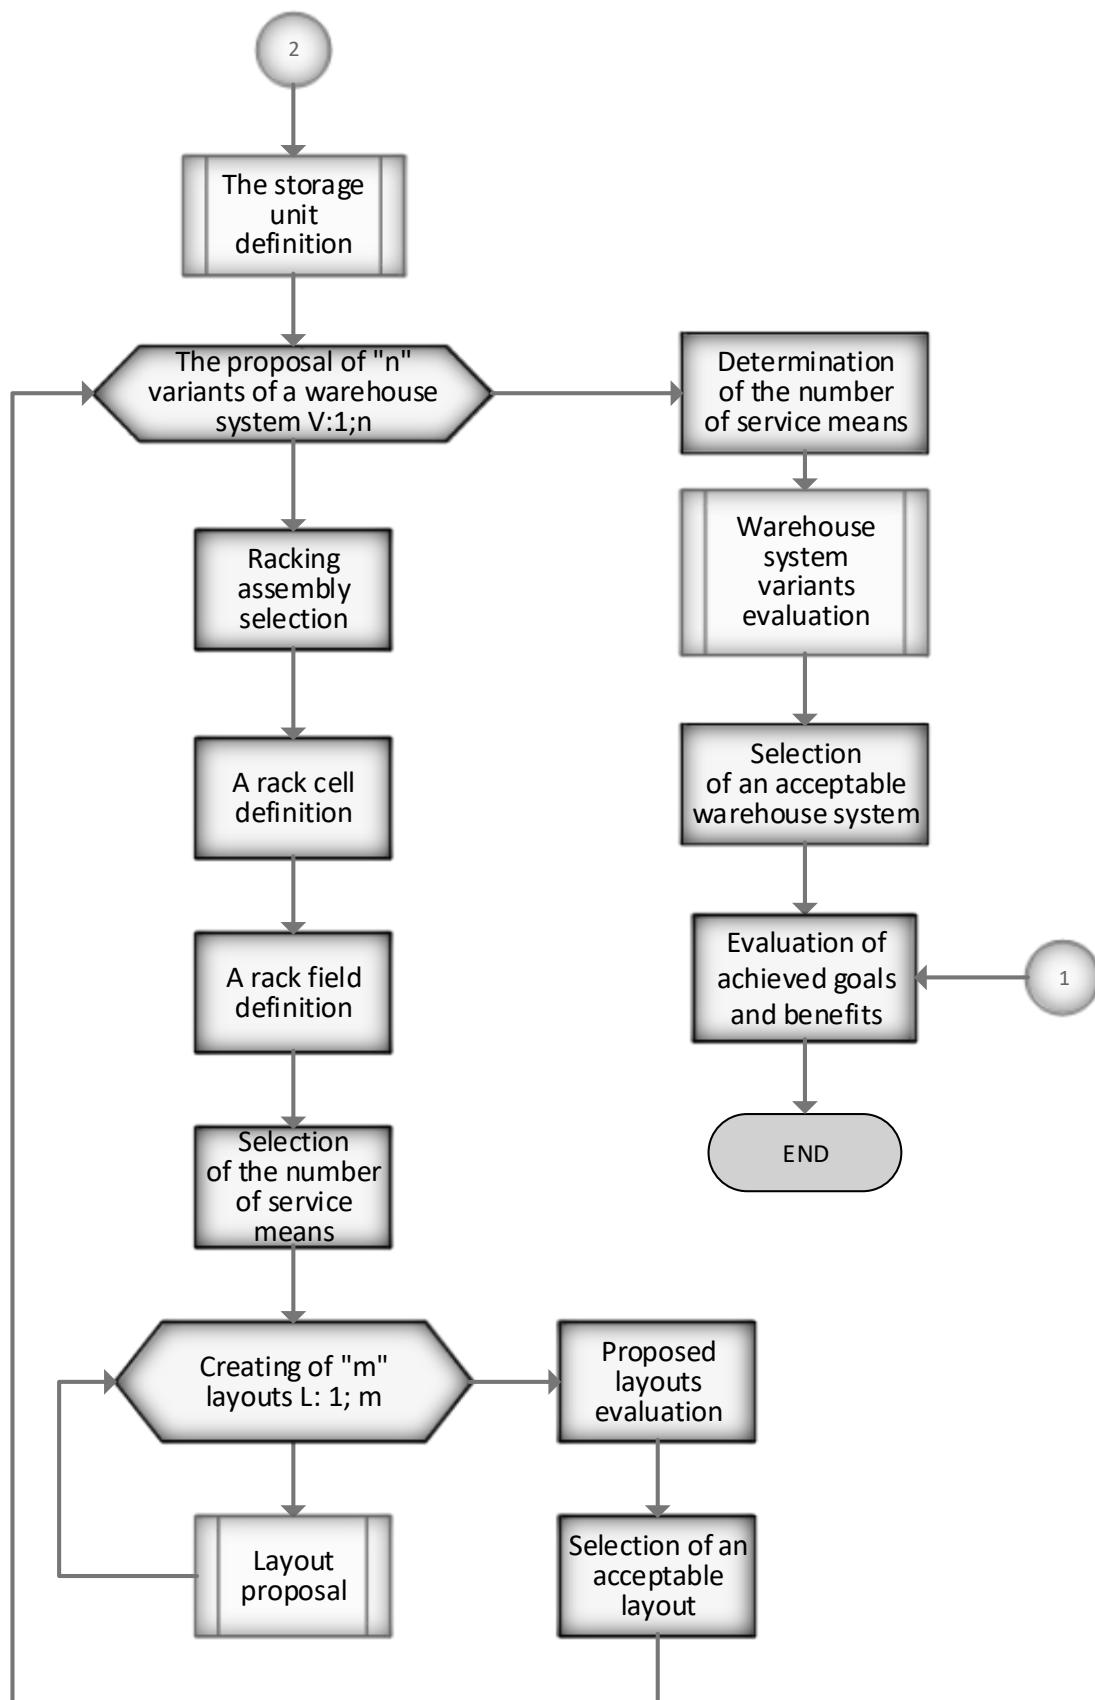 2
The storage
unit
definition
The proposal of "n"
variants of a warehouse
system V:1;n
Racking
assembly
selection
A rack cell
definition
A rack field
definition
Selection
of the number
of service
means
Creating of "m"
layouts L: 1; m
Layout
proposal
Proposed
layouts
evaluation
Selection of an
acceptable
layout
Determination
of the number
of service means
Warehouse
system
variants
evaluation
Selection
of an acceptable
warehouse system
Evaluation of
achieved goals
and benefits
1
END